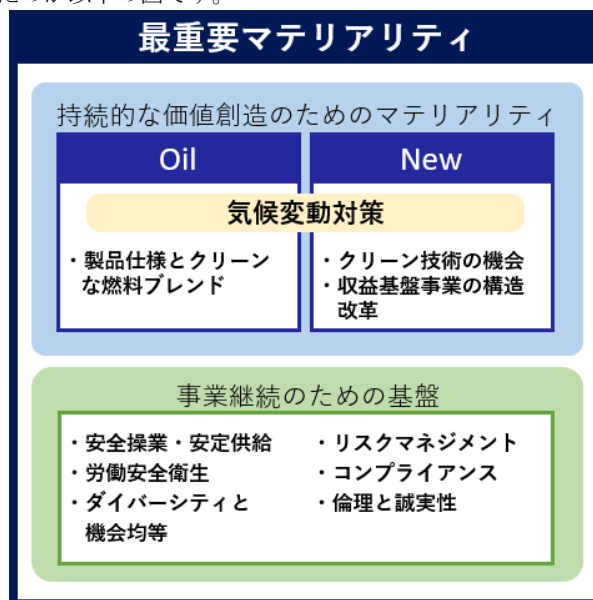 最重要マテリアリティ
持続的な価値創造のためのマテリアリティ
Oil
New
気候変動対策
・製品仕様とクリーン
な燃料ブレンド
・クリーン技術の機会
・収益基盤事業の構造
改革
事業継続のための基盤
・安全操業・安定供給
・労働安全衛生
・ダイバーシティと
機会均等
・リスクマネジメント
・コンプライアンス
・倫理と誠実性